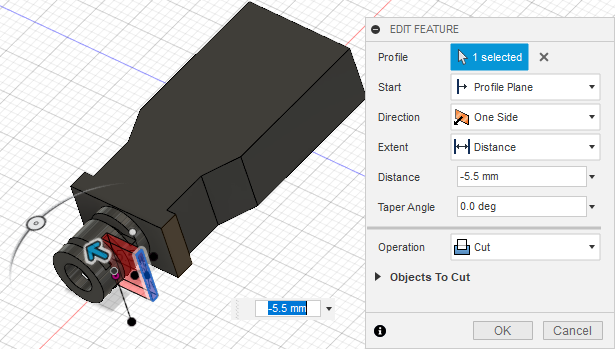 EDIT FEATURE
Profile 1 selected
Start Profile Plane
Direction One Side
Extent Distance
Distance -5.5 mm
Taper Angle 0.0 deg
Operation Cut
Objects To Cut
-5.5 mm
OK Cancel